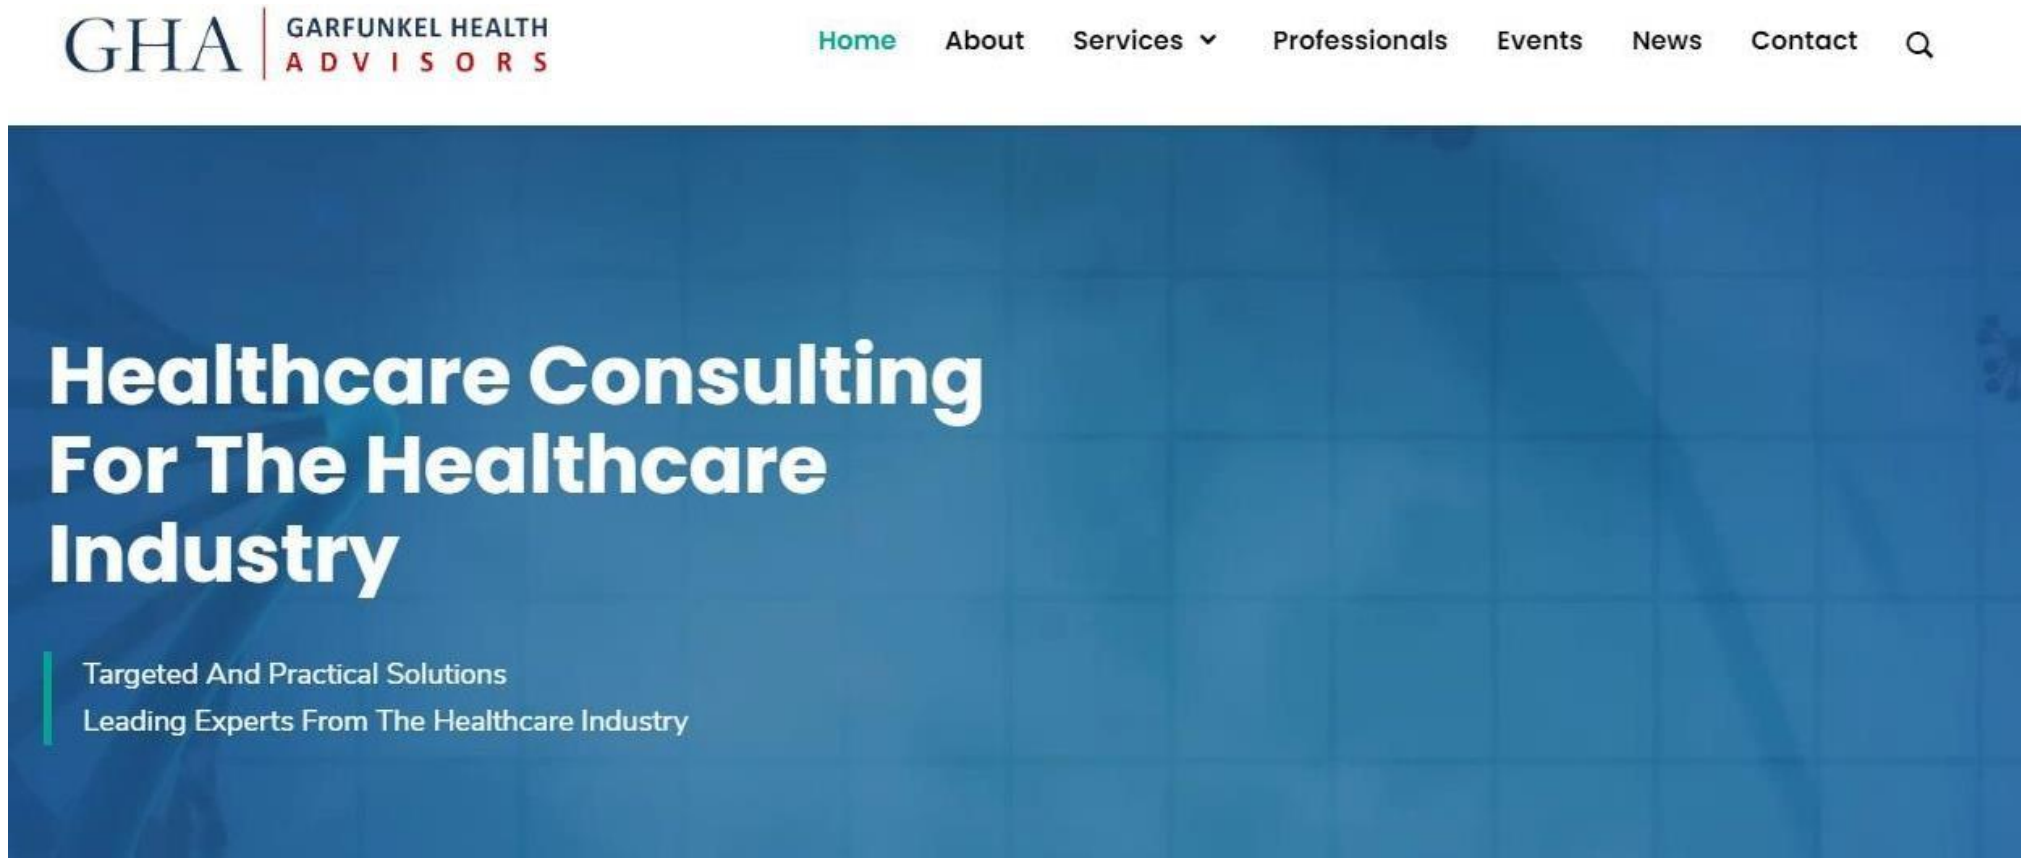 GHA
GARFUNKEL HEALTH
ADVISORS
Home About Services Professionals Events News Contact
Healthcare Consulting
For The Healthcare
Industry
Targeted And Practical Solutions
Leading Experts From The Healthcare Industry